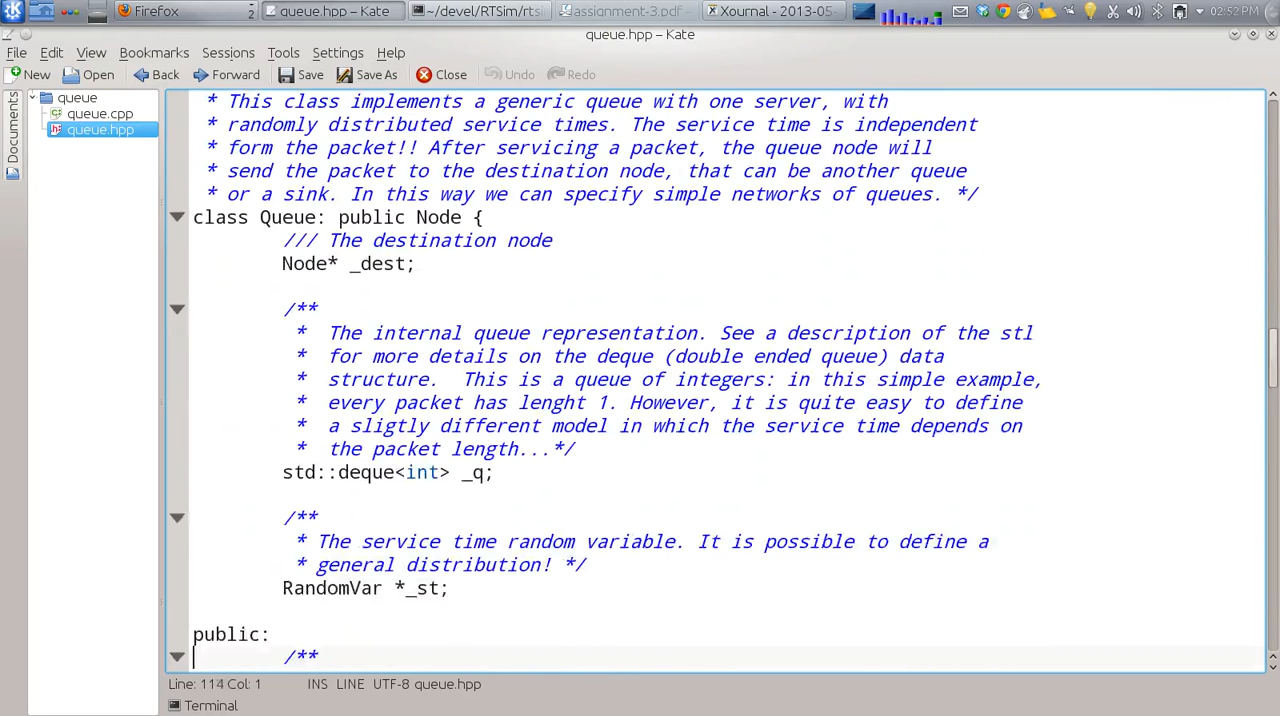 Firefox
2
queue.hpp – Kate
~/devel/RTSim/rtsi
assignment-3.pdf –
Xournal - 2013-05-
02:52 PM
queue.hpp – Kate
File Edit View Bookmarks Sessions Tools Settings Help
New Open Back Forward Save Save As Close Undo Redo
Documents
queue
queue.cpp
queue.hpp
* This class implements a generic queue with one server, with
* randomly distributed service times. The service time is independent
* form the packet!! After servicing a packet, the queue node will
* send the packet to the destination node, that can be another queue
* or a sink. In this way we can specify simple networks of queues. */
class Queue: public Node {
/// The destination node
Node* _dest;
/**
* The internal queue representation. See a description of the stl
* for more details on the deque (double ended queue) data
* structure.  This is a queue of integers: in this simple example,
* every packet has lenght 1. However, it is quite easy to define
* a sligtly different model in which the service time depends on
* the packet length...*/
std::deque<int> _q;
/**
* The service time random variable. It is possible to define a
* general distribution! */
RandomVar *_st;
public:
/**
Line: 114 Col: 1 INS LINE UTF-8 queue.hpp
Terminal